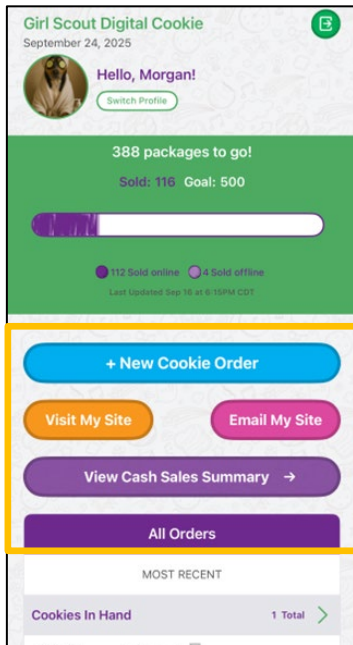 Girl Scout Digital Cookie
September 24, 2025
Hello, Morgan!
Switch Profile
388 packages to go!
Sold: 116 Goal: 500
112 Sold online 4 Sold offline
Last Updated Sep 16 at 6:15PM CDT
+ New Cookie Order
Visit My Site Email My Site
View Cash Sales Summary →
All Orders
MOST RECENT
Cookies In Hand 1 Total >